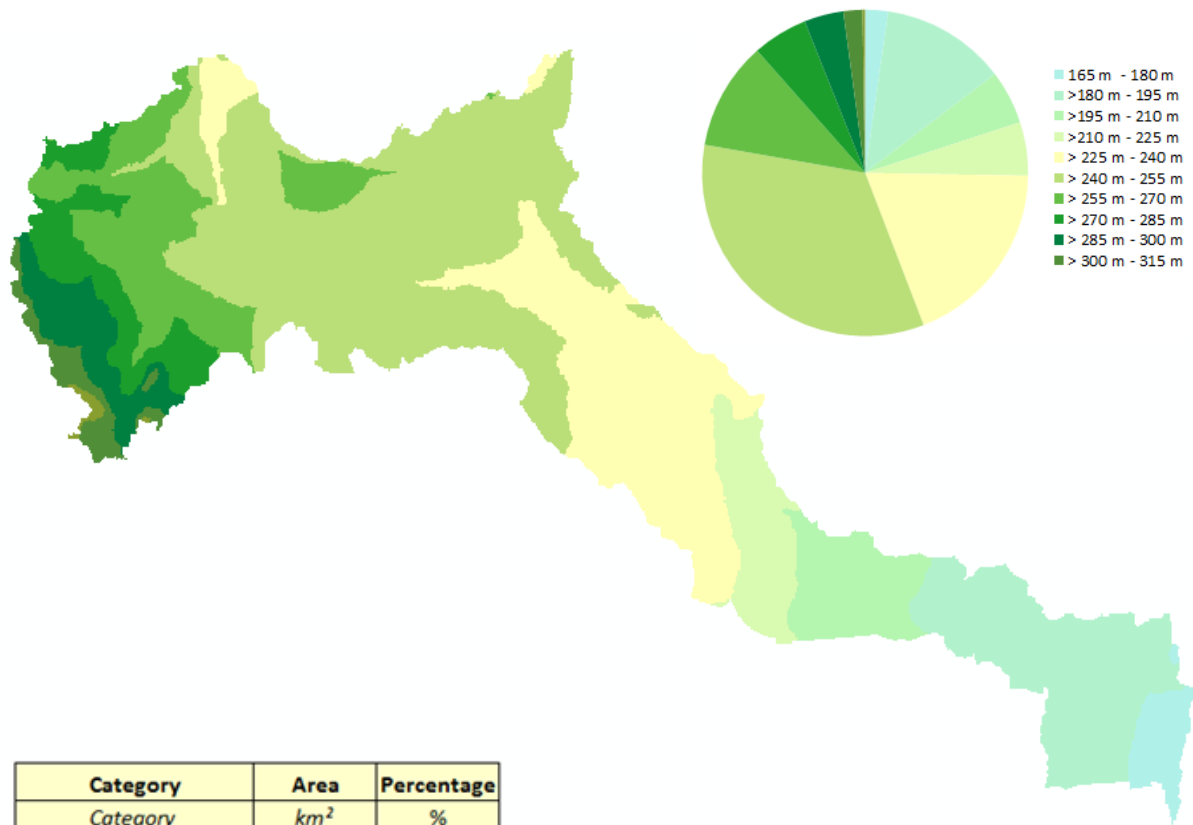 165 m - 180 m
>180 m - 195 m
>195 m - 210 m
>210 m - 225 m
> 225 m - 240 m
> 240 m - 255 m
> 255 m - 270 m
> 270 m - 285 m
> 285 m - 300 m
> 300 m - 315 m
Category Area Percentage
Category km² %